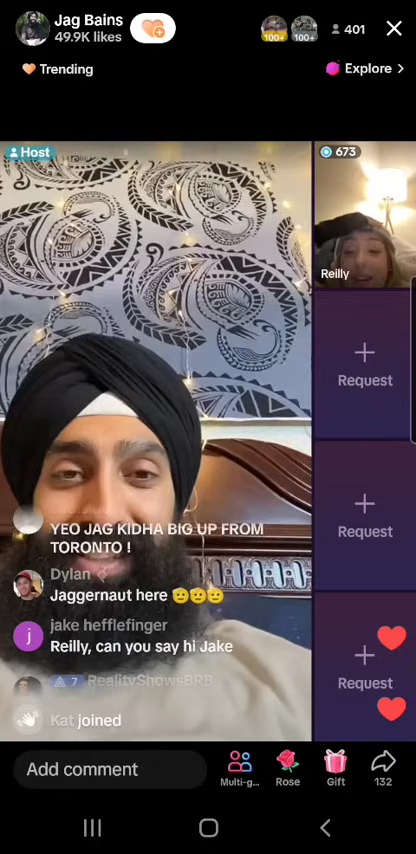 Jag Bains
49.9K likes
100+
100+
401
Trending
Explore >
Host
673
Reilly
+
Request
+
Request
+
Request
YEO JAG KIDHA BIG UP FROM
TORONTO !
Dylan
Jaggernaut here 🫡🫡🫡
j
jake hefflefinger
Reilly, can you say hi Jake
7 RealityShowsBRB
Kat joined
Add comment
Multi-g...
Rose
Gift
132